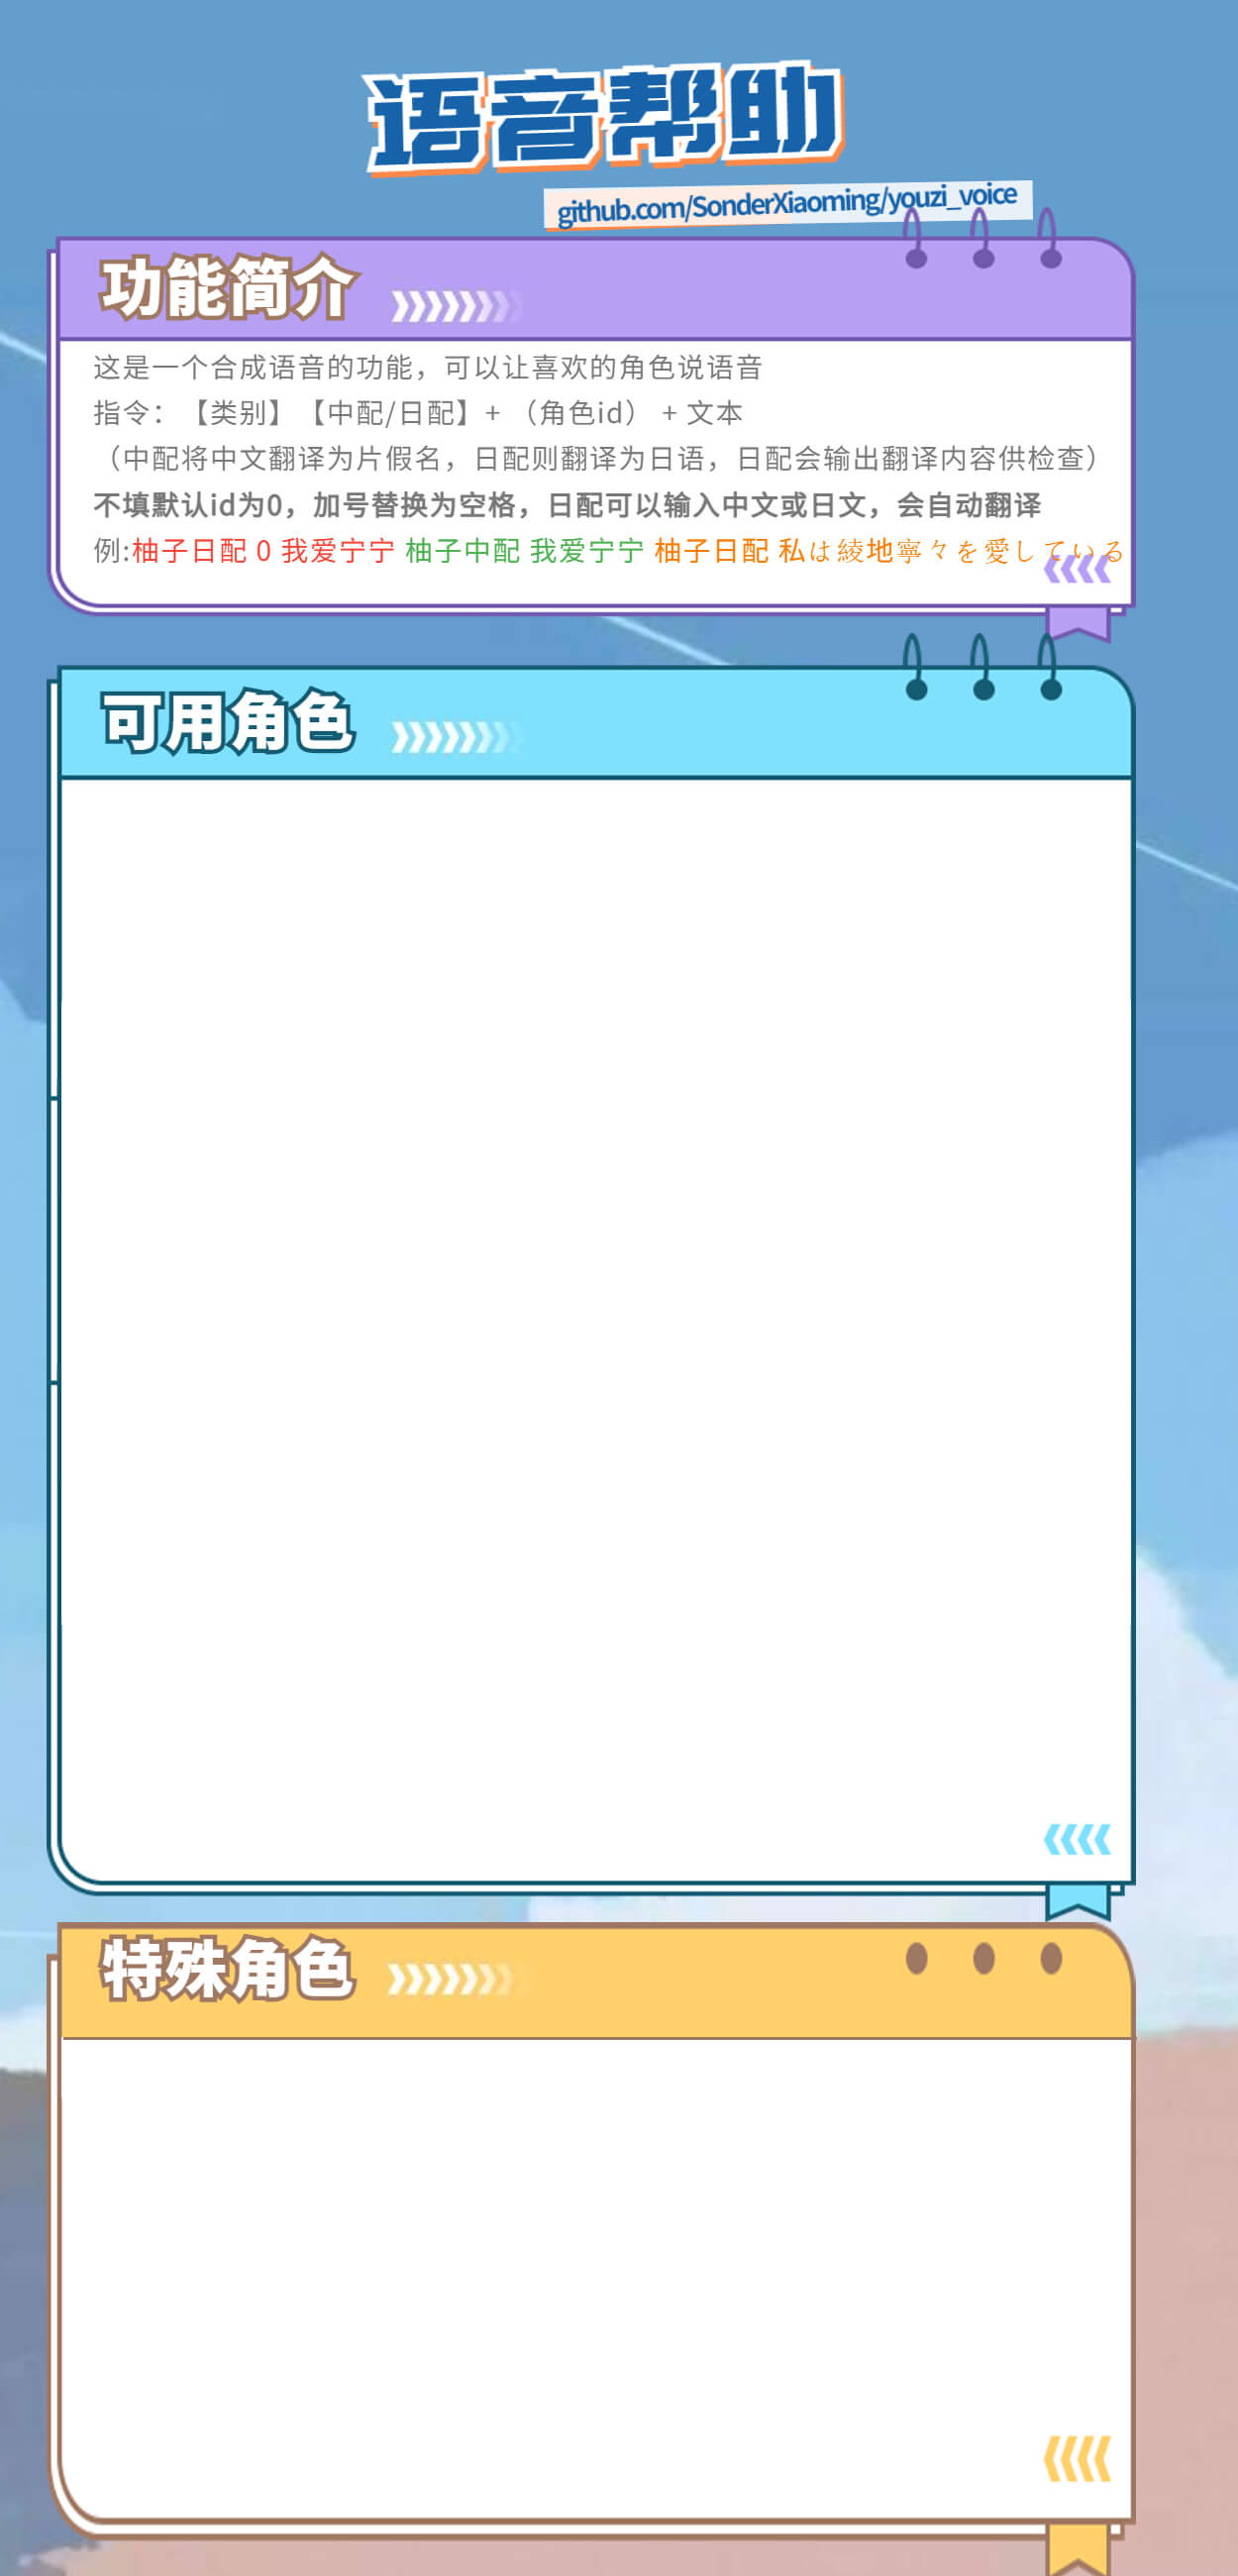 语音帮助
github.com/SonderXiaoming/youzi_voice
功能简介
这是一个合成语音的功能，可以让喜欢的角色说语音
指令：【类别】【中配/日配】+ （角色id） + 文本
（中配将中文翻译为片假名，日配则翻译为日语，日配会输出翻译内容供检查）
不填默认id为0，加号替换为空格，日配可以输入中文或日文，会自动翻译
例:柚子日配 0 我爱宁宁 柚子中配 我爱宁宁 柚子日配 私は綾地寧々を愛している
可用角色
特殊角色